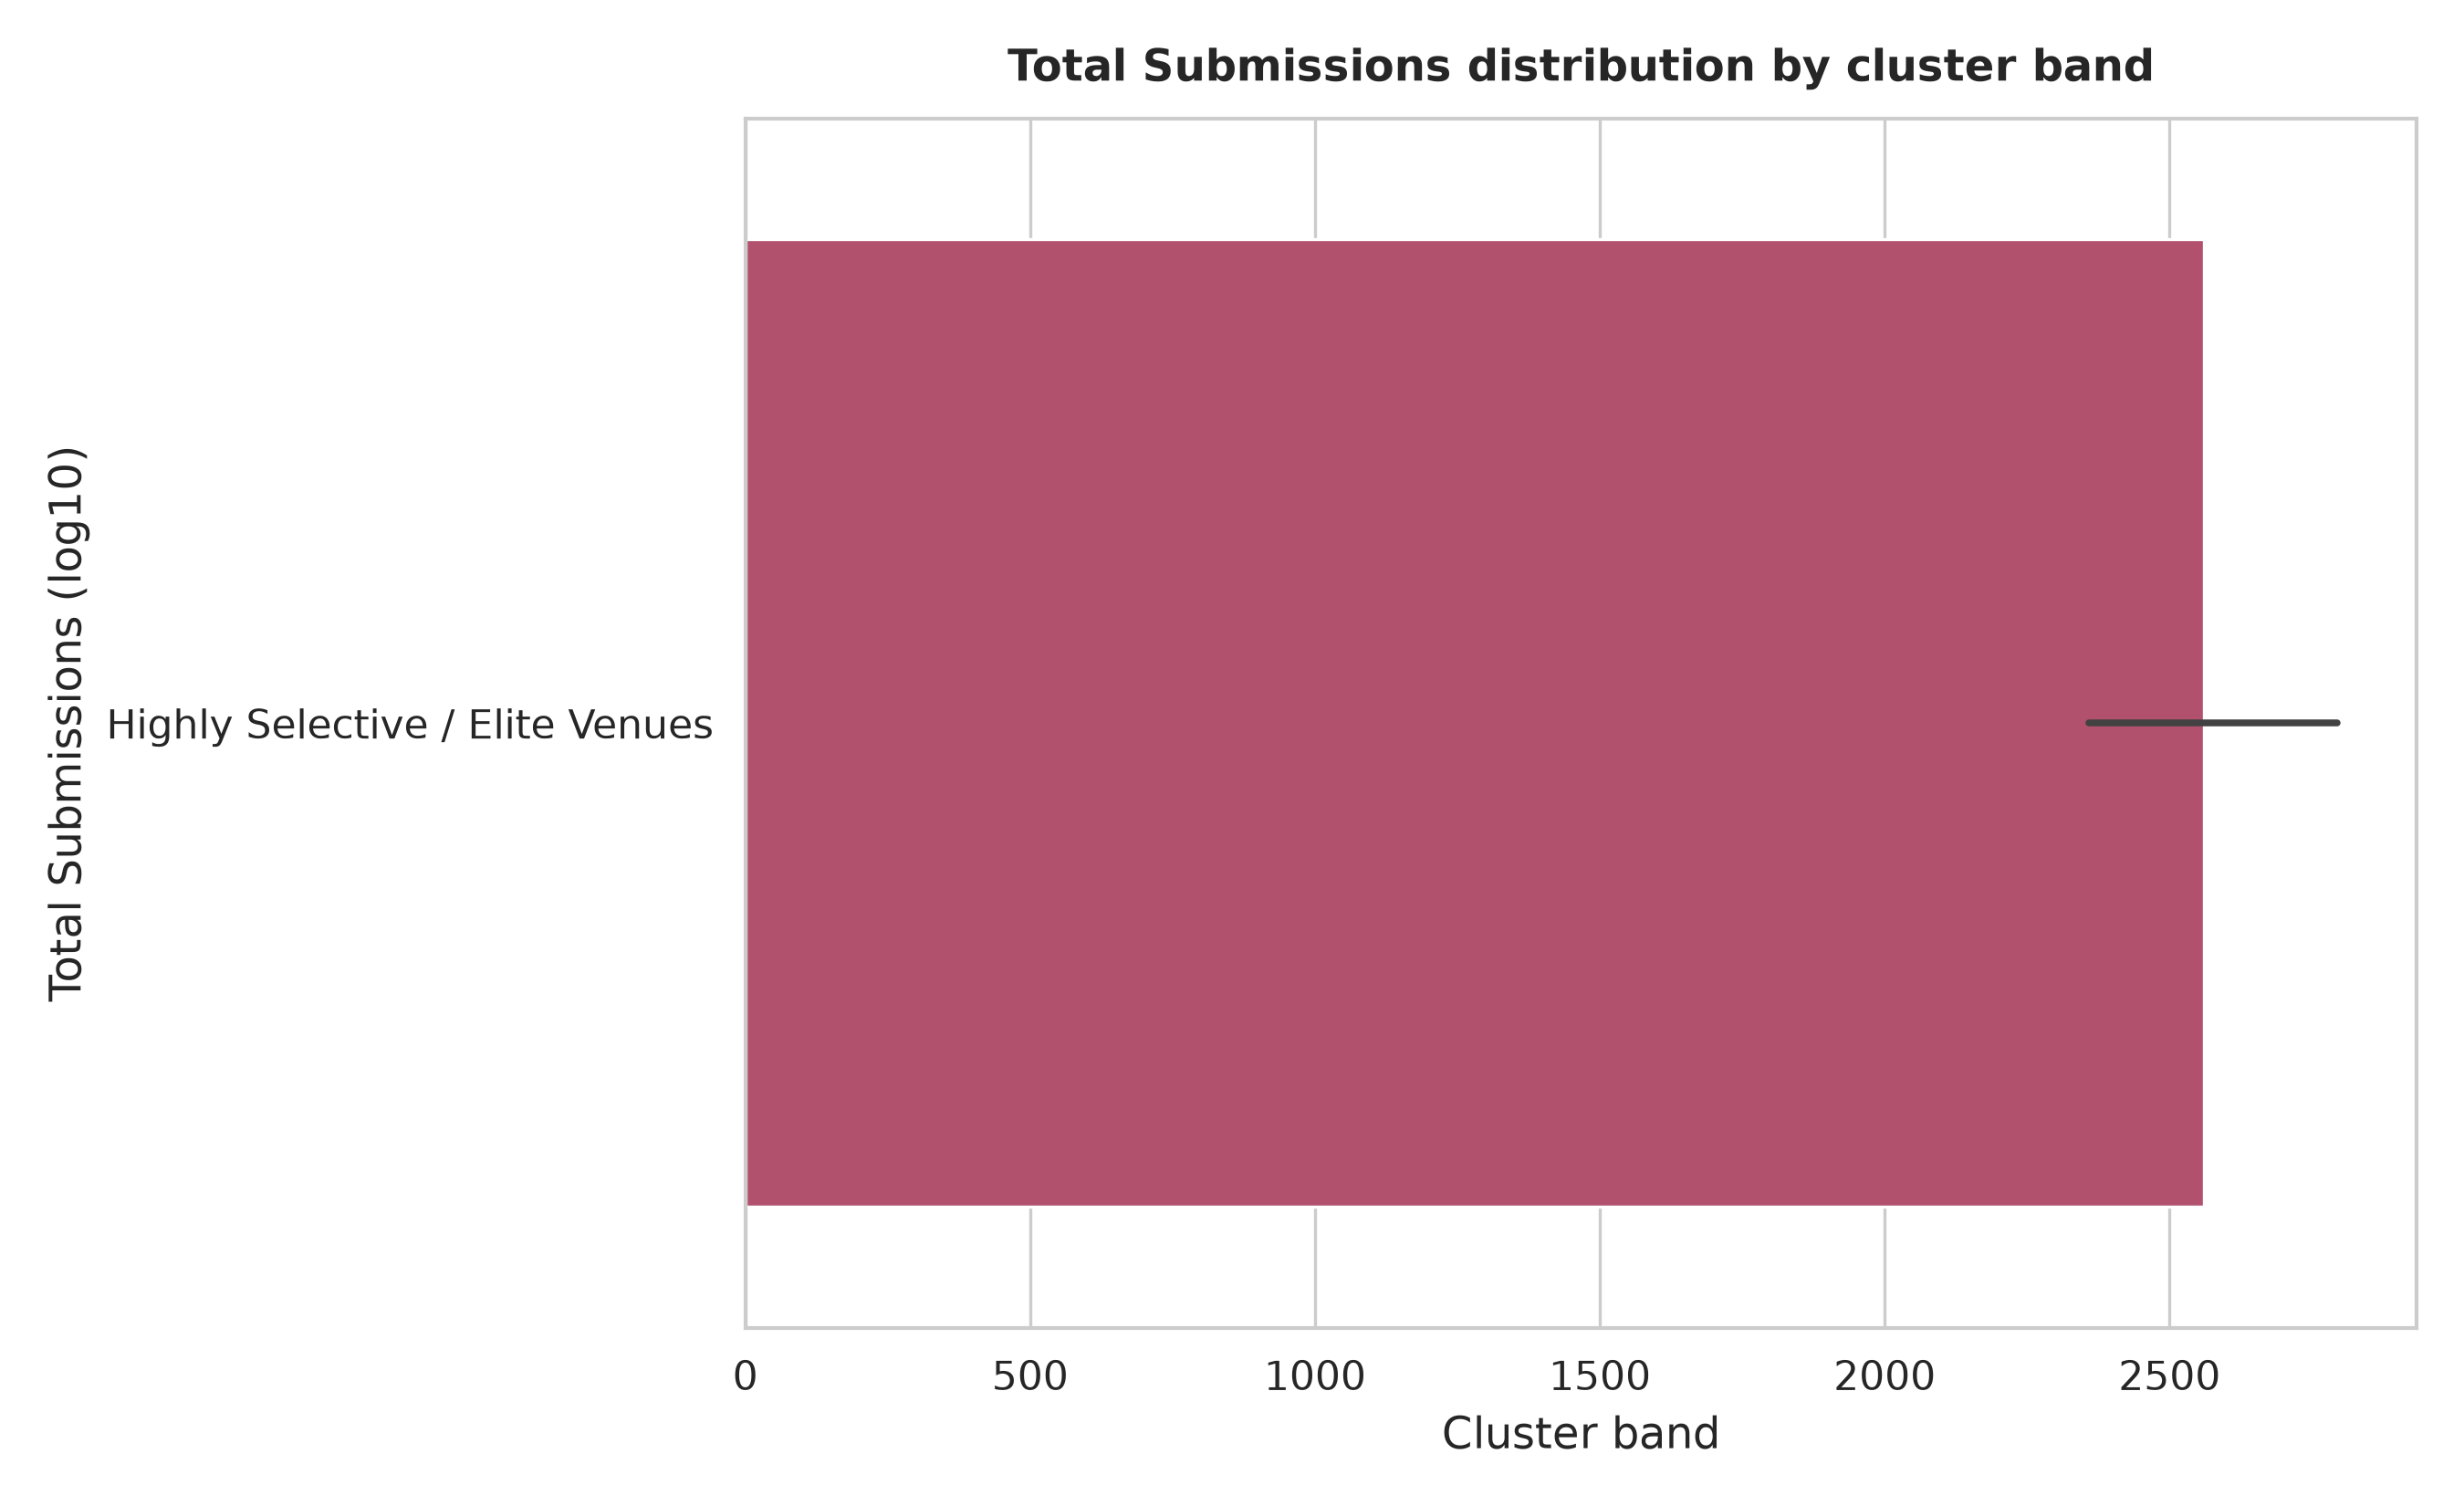 Total Submissions distribution by cluster band
Total Submissions (log10)
Highly Selective / Elite Venues
0 500 1000 1500 2000 2500
Cluster band